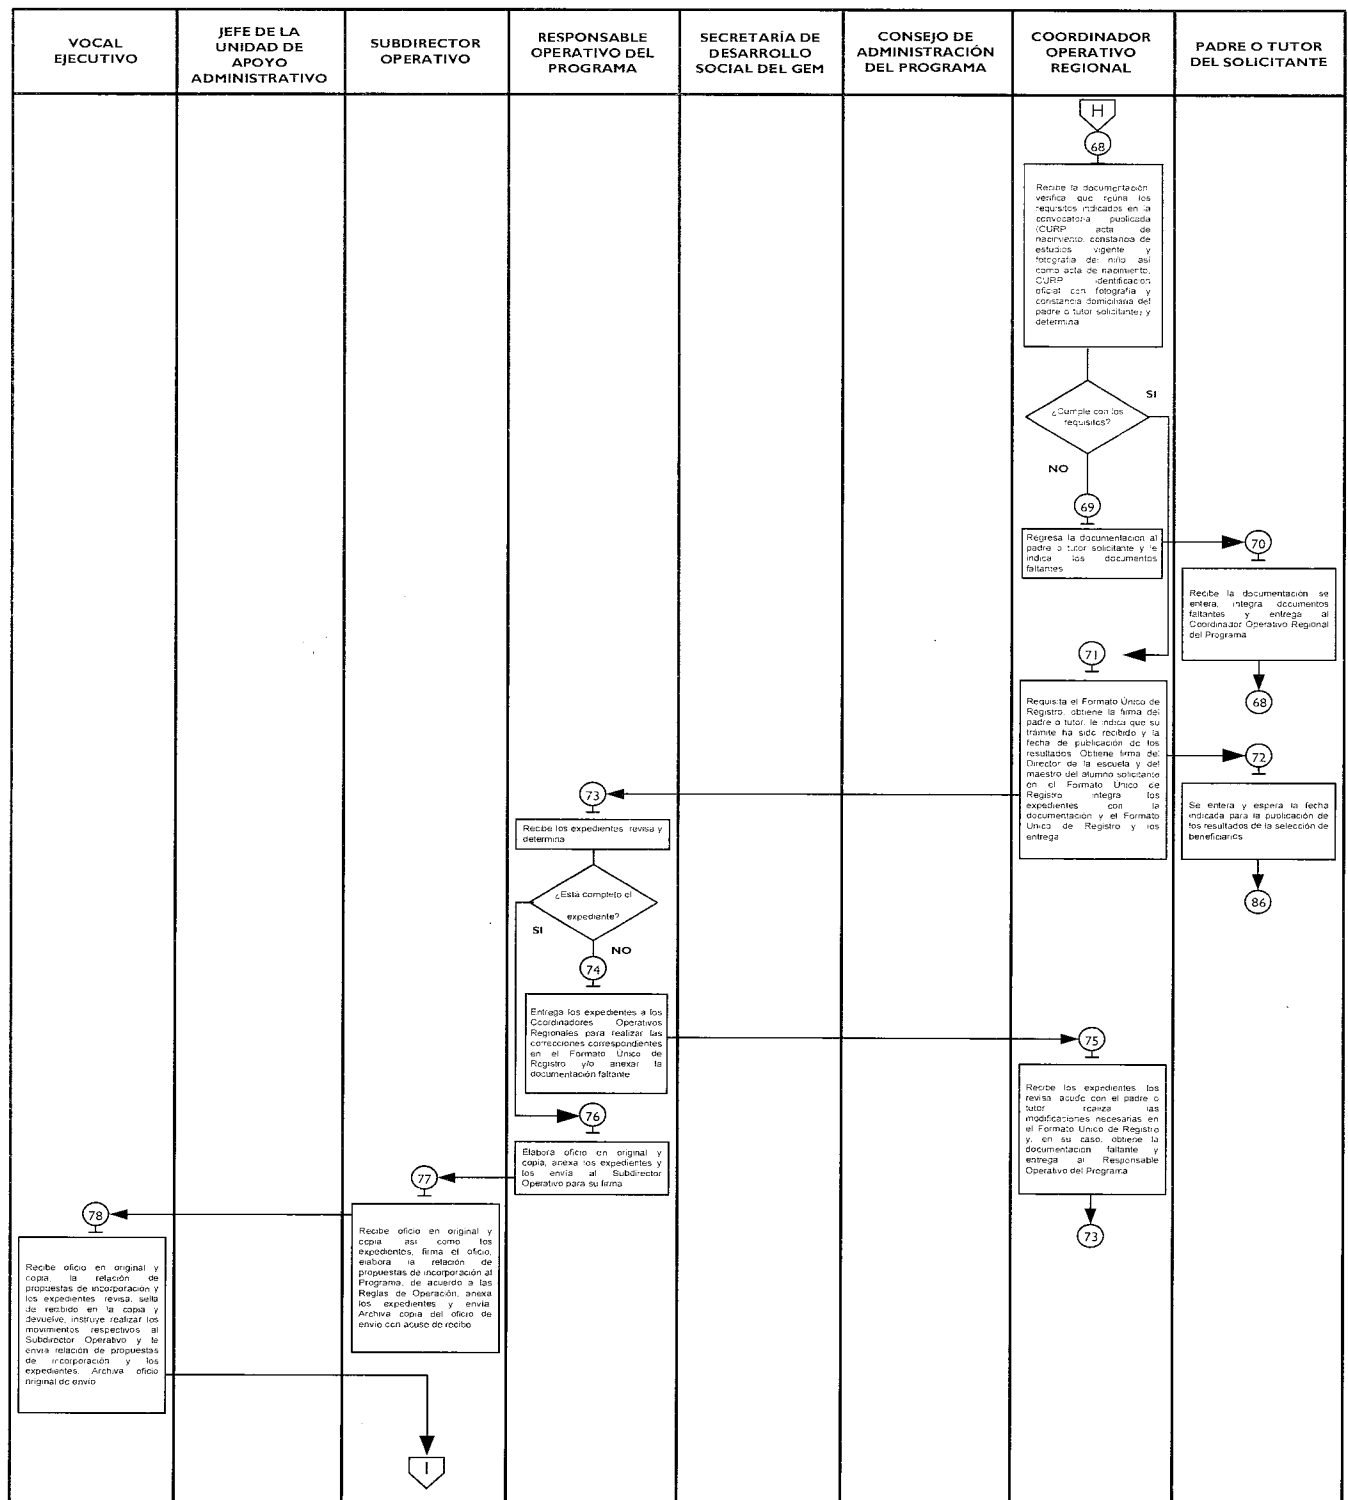 VOCAL
EJECUTIVO
JEFE DE LA
UNIDAD DE
APOYO
ADMINISTRATIVO
SUBDIRECTOR
OPERATIVO
RESPONSABLE
OPERATIVO DEL
PROGRAMA
SECRETARÍA DE
DESARROLLO
SOCIAL DEL GEM
CONSEJO DE
ADMINISTRACIÓN
DEL PROGRAMA
COORDINADOR
OPERATIVO
REGIONAL
PADRE O TUTOR
DEL SOLICITANTE
H
68
Recibe la documentación,
verifica que reúna los
requisitos indicados en la
convocatoria publicada
(CURP acta de
nacimiento, constancia de
estudios vigente y
fotografía del niño así
como acta de nacimiento,
CURP identificación
oficial con fotografía y
constancia domiciliaria del
padre o tutor solicitante) y
determina
¿Cumple con los
requisitos?
SI
NO
69
Regresa la documentación al
padre o tutor solicitante y le
indica los documentos
faltantes
70
Recibe la documentación se
entera, integra documentos
faltantes y entrega al
Coordinador Operativo Regional
del Programa
68
71
Requisita el Formato Único de
Registro, obtiene la firma del
padre o tutor, le indica que su
trámite ha sido recibido y la
fecha de publicación de los
resultados. Obtiene firma del
Director de la escuela y del
maestro del alumno solicitante
en el Formato Único de
Registro integra los
expedientes con la
documentación y el Formato
Único de Registro y los
entrega
72
Se entera y espera la fecha
indicada para la publicación de
los resultados de la selección de
beneficiarios
86
73
Recibe los expedientes, revisa y
determina
¿Está completo el
expediente?
SI
NO
74
Entrega los expedientes a los
Coordinadores Operativos
Regionales para realizar las
correcciones correspondientes
en el Formato Único de
Registro y/o anexar la
documentación faltante
75
Recibe los expedientes los
revisa acude con el padre o
tutor realiza las
modificaciones necesarias en
el Formato Único de Registro
y, en su caso, obtiene la
documentación faltante y
entrega al Responsable
Operativo del Programa
73
76
Elabora oficio en original y
copia, anexa los expedientes y
los envía al Subdirector
Operativo para su firma
77
Recibe oficio en original y
copia así como los
expedientes, firma el oficio,
elabora la relación de
propuestas de incorporación al
Programa, de acuerdo a las
Reglas de Operación, anexa
los expedientes y envía.
Archiva copia del oficio de
envío con acuse de recibo
78
Recibe oficio en original y
copia, la relación de
propuestas de incorporación y
los expedientes revisa, sella
de recibido en la copia y
devuelve, instruye realizar los
movimientos respectivos al
Subdirector Operativo y le
envía relación de propuestas
de incorporación y los
expedientes. Archiva oficio
original de envío
I